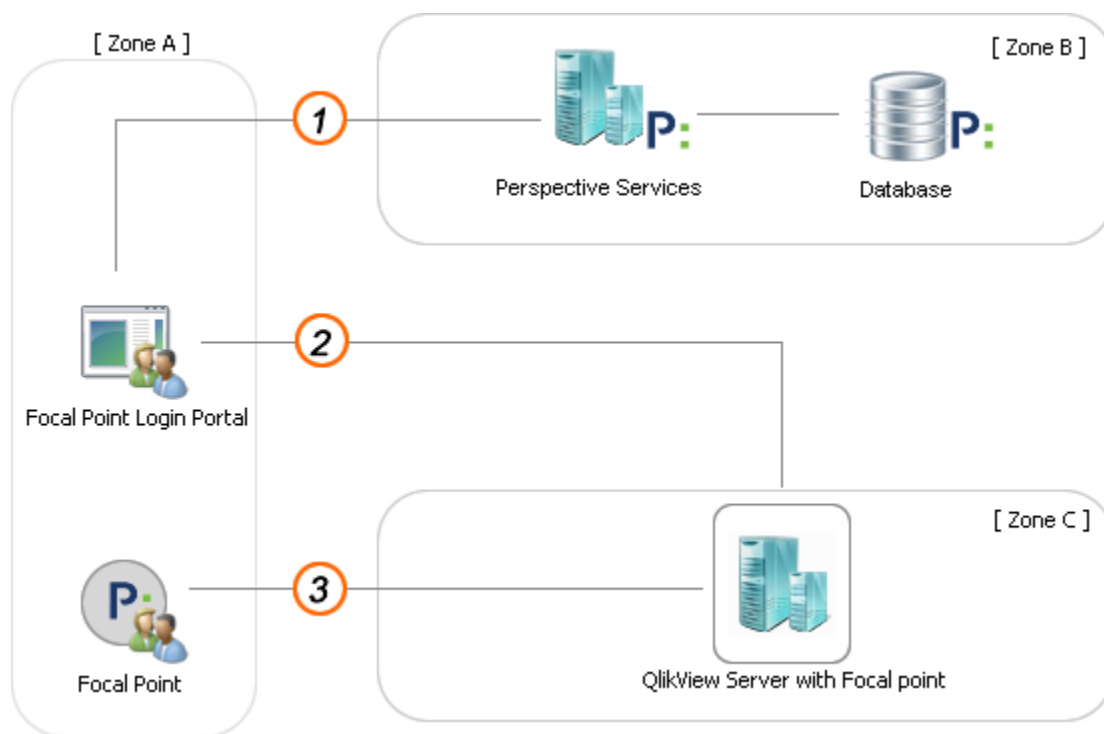 [ Zone A ]
[ Zone B ]
1
P:
P:
Perspective Services
Database
2
Focal Point Login Portal
[ Zone C ]
3
P:
Focal Point
QlikView Server with Focal point